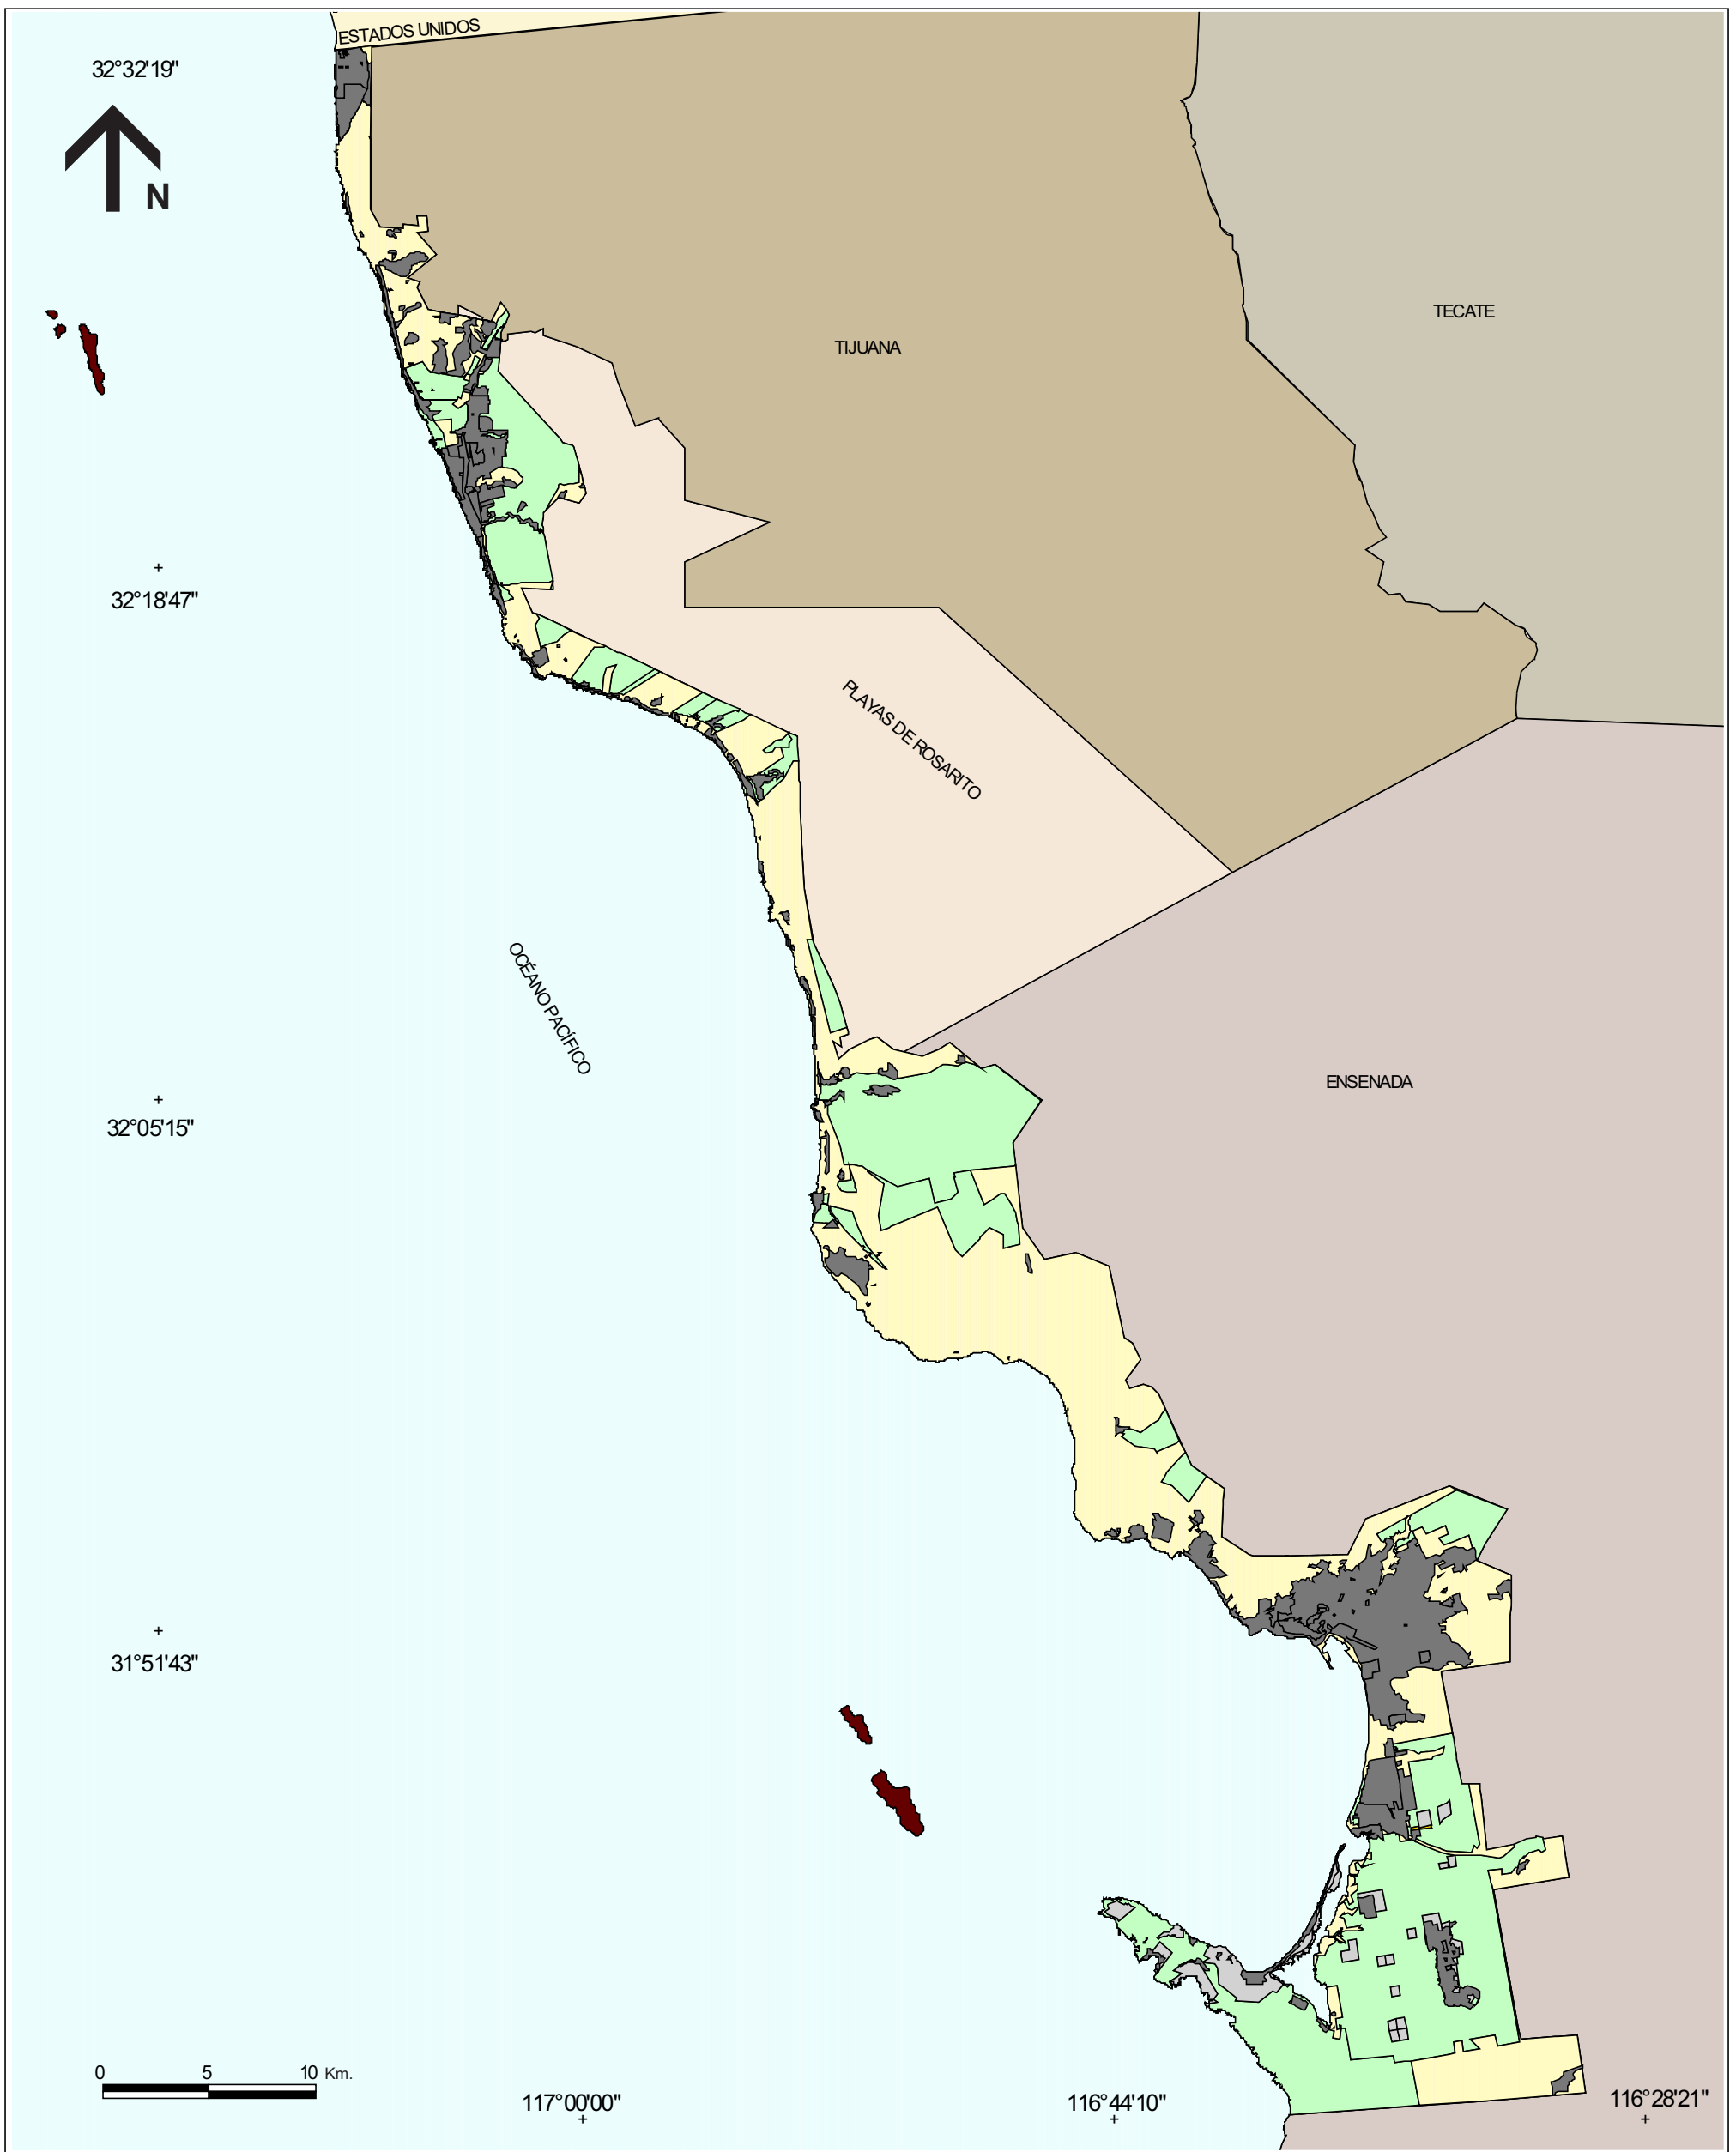 ESTADOS UNIDOS
32°32'19"
N
TECATE
TIJUANA
32°18'47"
PLAYAS DE ROSARITO
OCÉANO PACÍFICO
ENSENADA
32°05'15"
31°51'43"
0 5 10 Km.
117°00'00"
116°44'10"
116°28'21"